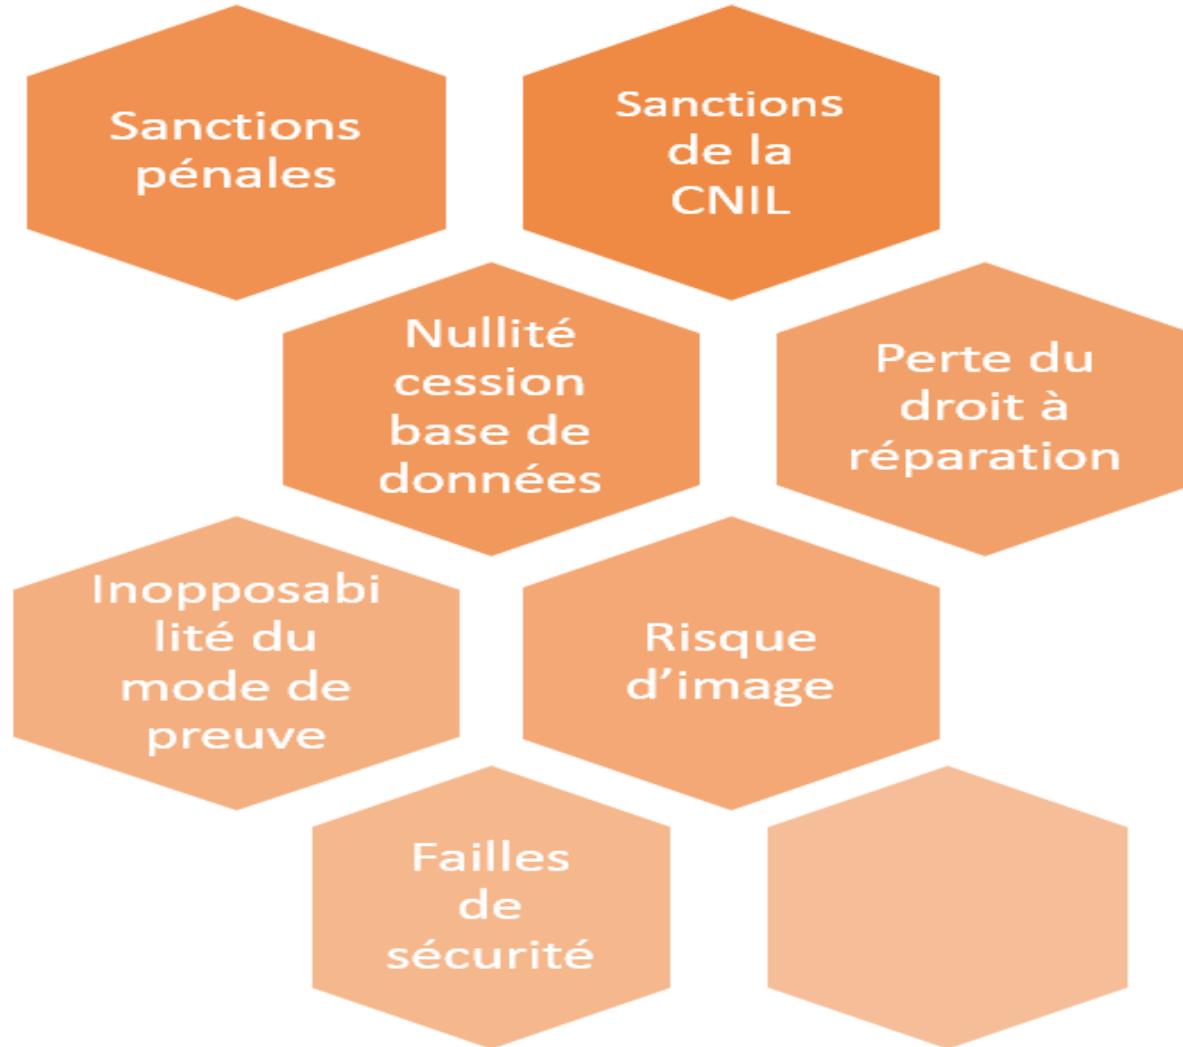 Sanctions
pénales
Sanctions
de la
CNIL
Nullité
cession
base de
données
Perte du
droit à
réparation
Inopposabi
lité du
mode de
preuve
Risque
d’image
Failles
de
sécurité